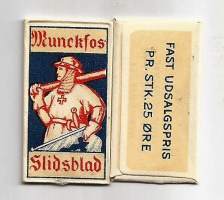 Munckfos
Slidsblad
FAST UDSALGSPRIS
PR. STK. 25 ØRE